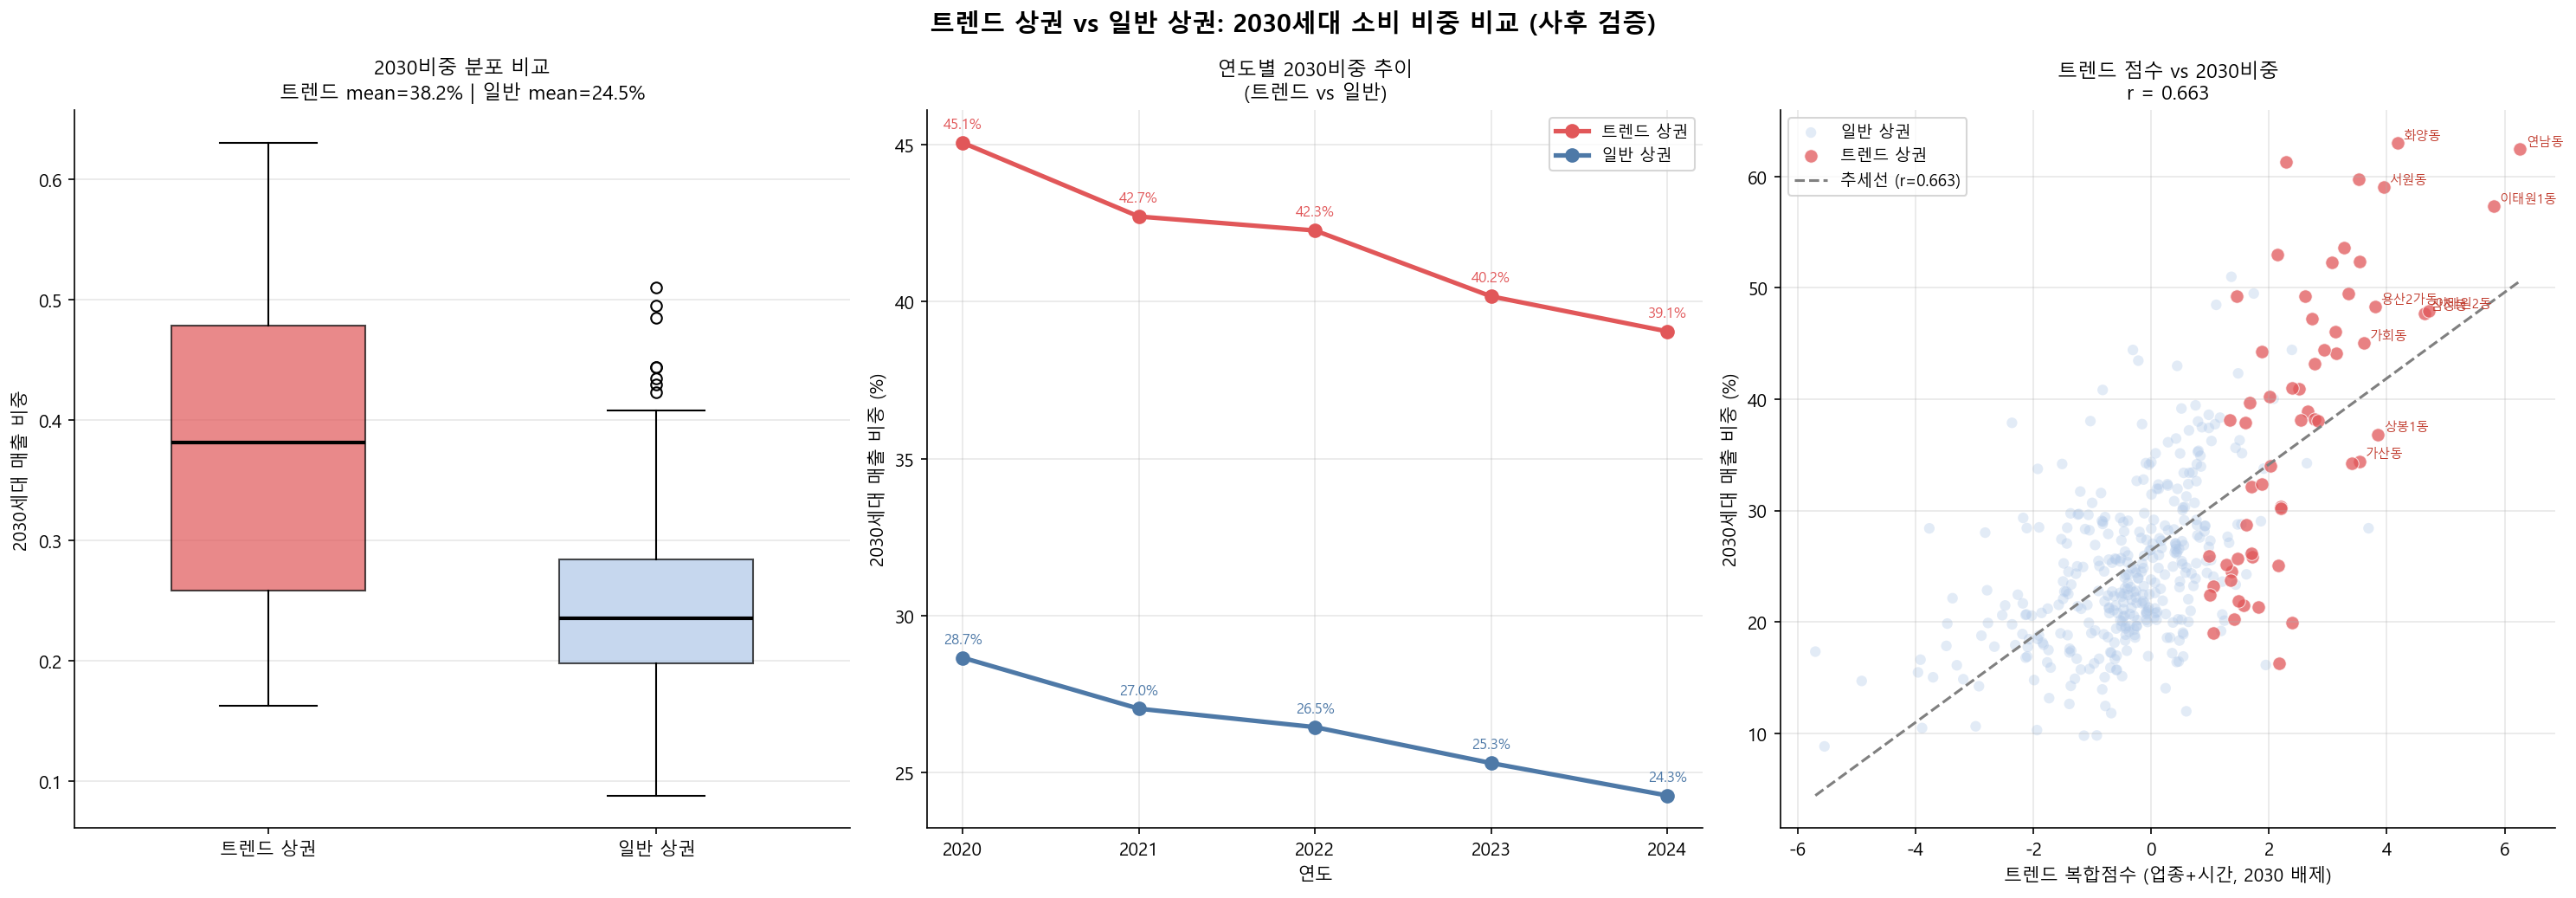 트렌드 상권 vs 일반 상권: 2030세대 소비 비중 비교 (사후 검증)
2030비중 분포 비교
트렌드 mean=38.2% | 일반 mean=24.5%
2030세대 매출 비중
0.6
0.5
0.4
0.3
0.2
0.1
트렌드 상권
일반 상권
연도별 2030비중 추이
(트렌드 vs 일반)
2030세대 매출 비중 (%)
45
40
35
30
25
트렌드 상권
일반 상권
45.1%
42.7%
42.3%
40.2%
39.1%
28.7%
27.0%
26.5%
25.3%
24.3%
2020
2021
2022
2023
2024
연도
트렌드 점수 vs 2030비중
r = 0.663
2030세대 매출 비중 (%)
60
50
40
30
20
10
일반 상권
트렌드 상권
추세선 (r=0.663)
화양동
연남동
서원동
이태원1동
용산2가동
가회동
상봉1동
가산동
-6
-4
-2
0
2
4
6
트렌드 복합점수 (업종+시간, 2030 배제)